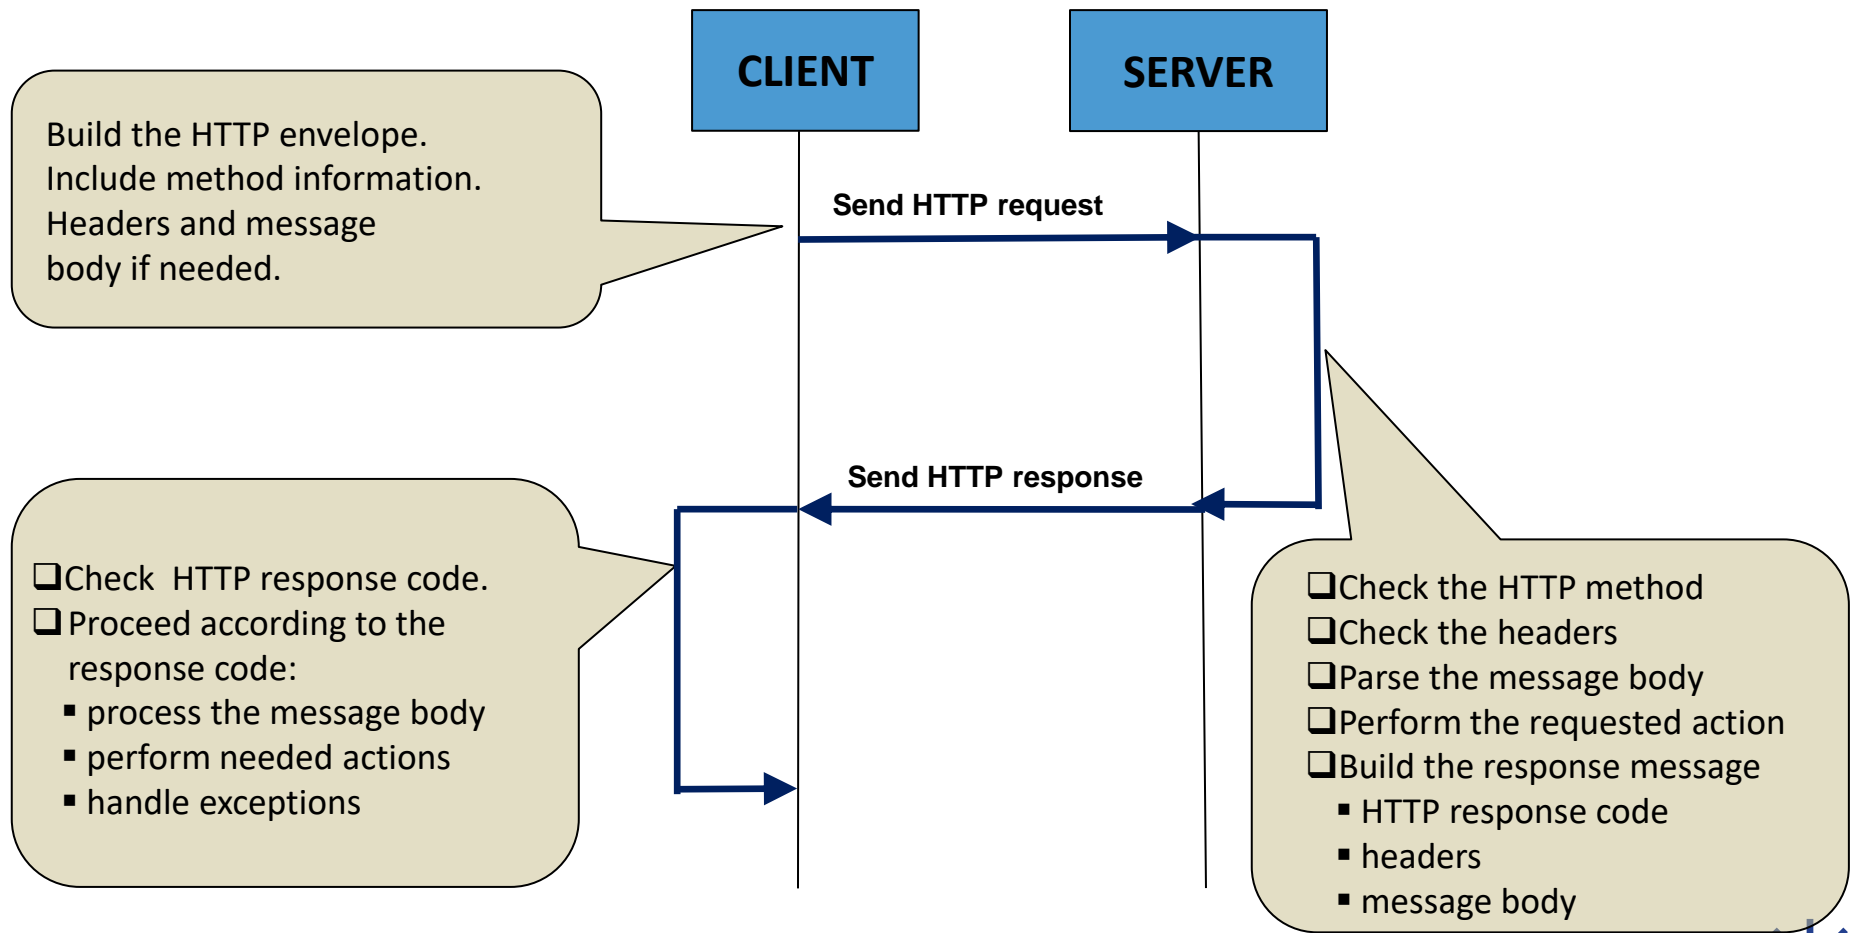 CLIENT
SERVER
Build the HTTP envelope.
Include method information.
Headers and message
body if needed.
Send HTTP request
Send HTTP response
❑Check  HTTP response code.
❑Proceed according to the
response code:
▪ process the message body
▪ perform needed actions
▪ handle exceptions
❑Check the HTTP method
❑Check the headers
❑Parse the message body
❑Perform the requested action
❑Build the response message
▪ HTTP response code
▪ headers
▪ message body